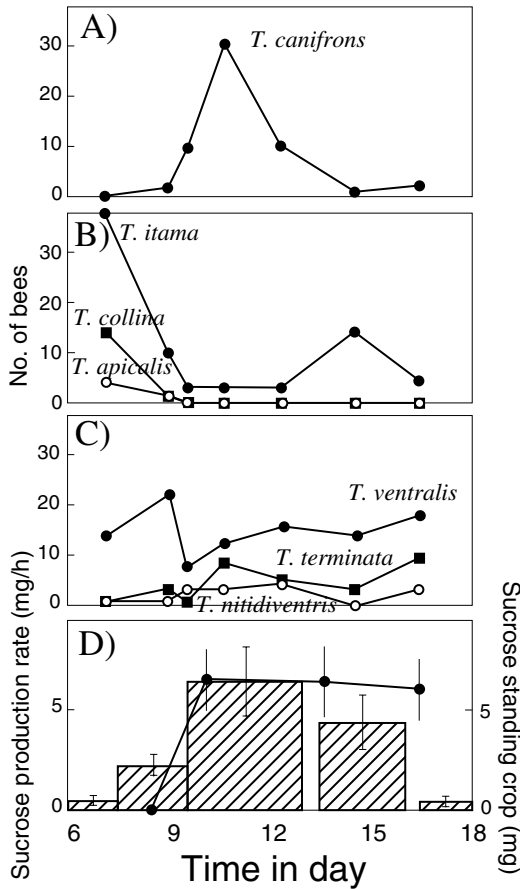 A)
T. canifrons
30
20
10
0
B)
T. itama
T. collina
T. apicalis
30
20
10
0
No. of bees
C)
T. ventralis
T. terminata
T. nitidiventris
30
20
10
0
D)
5
0
5
0
Sucrose production rate (mg/h)
Sucrose standing crop (mg)
6 9 12 15 18
Time in day